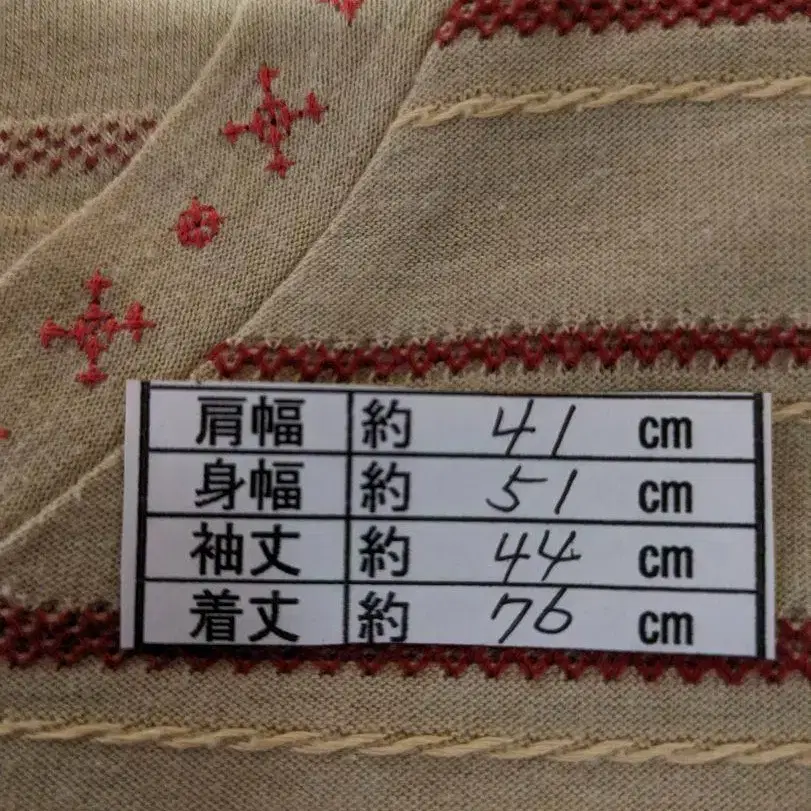 肩幅 約 41 cm
身幅 約 51 cm
袖丈 約 44 cm
着丈 約 76 cm